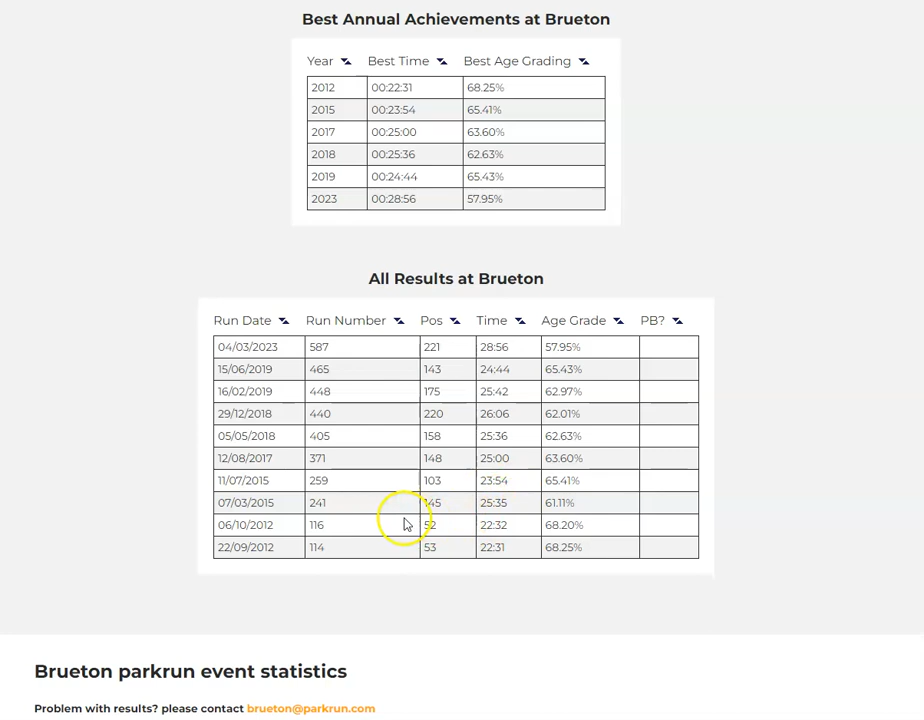 Best Annual Achievements at Brueton
Year Best Time Best Age Grading
2012 00:22:31 68.25%
2015 00:23:54 65.41%
2017 00:25:00 63.60%
2018 00:25:36 62.63%
2019 00:24:44 65.43%
2023 00:28:56 57.95%
All Results at Brueton
Run Date Run Number Pos Time Age Grade PB?
04/03/2023 587 221 28:56 57.95%
15/06/2019 465 143 24:44 65.43%
16/02/2019 448 175 25:42 62.97%
29/12/2018 440 220 26:06 62.01%
05/05/2018 405 158 25:36 62.63%
12/08/2017 371 148 25:00 63.60%
11/07/2015 259 103 23:54 65.41%
07/03/2015 241 145 25:35 61.11%
06/10/2012 116 52 22:32 68.20%
22/09/2012 114 53 22:31 68.25%
Brueton parkrun event statistics
Problem with results? please contact brueton@parkrun.com